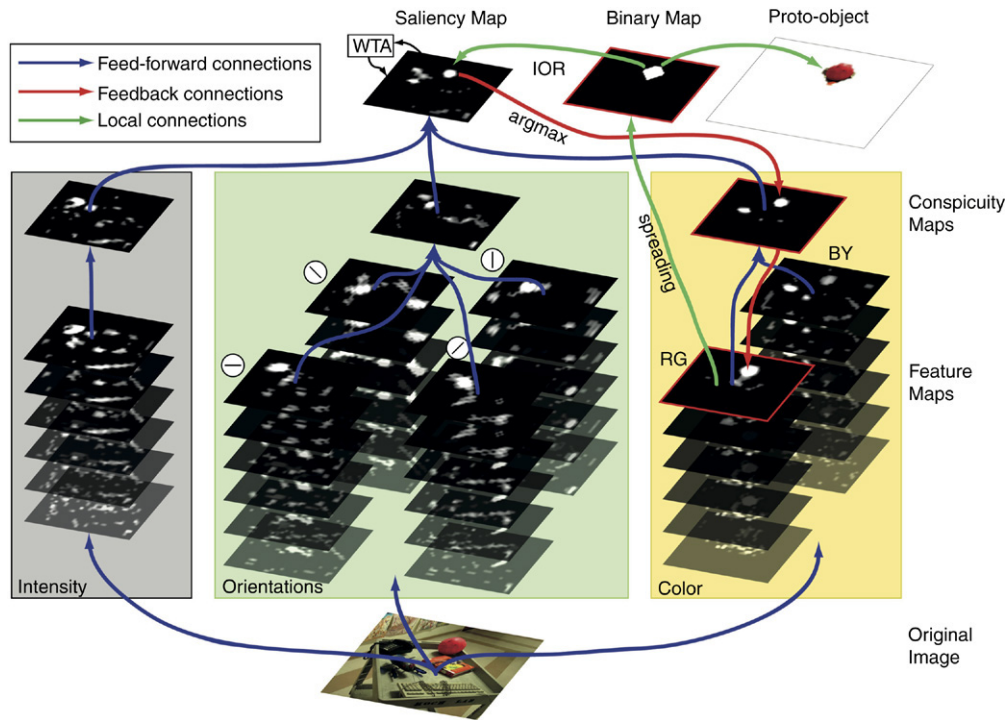 Saliency Map
Binary Map
Proto-object
WTA
Feed-forward connections
Feedback connections
Local connections
IOR
argmax
Conspicuity
Maps
spreading
BY
RG
Feature
Maps
Intensity
Orientations
Color
Original
Image